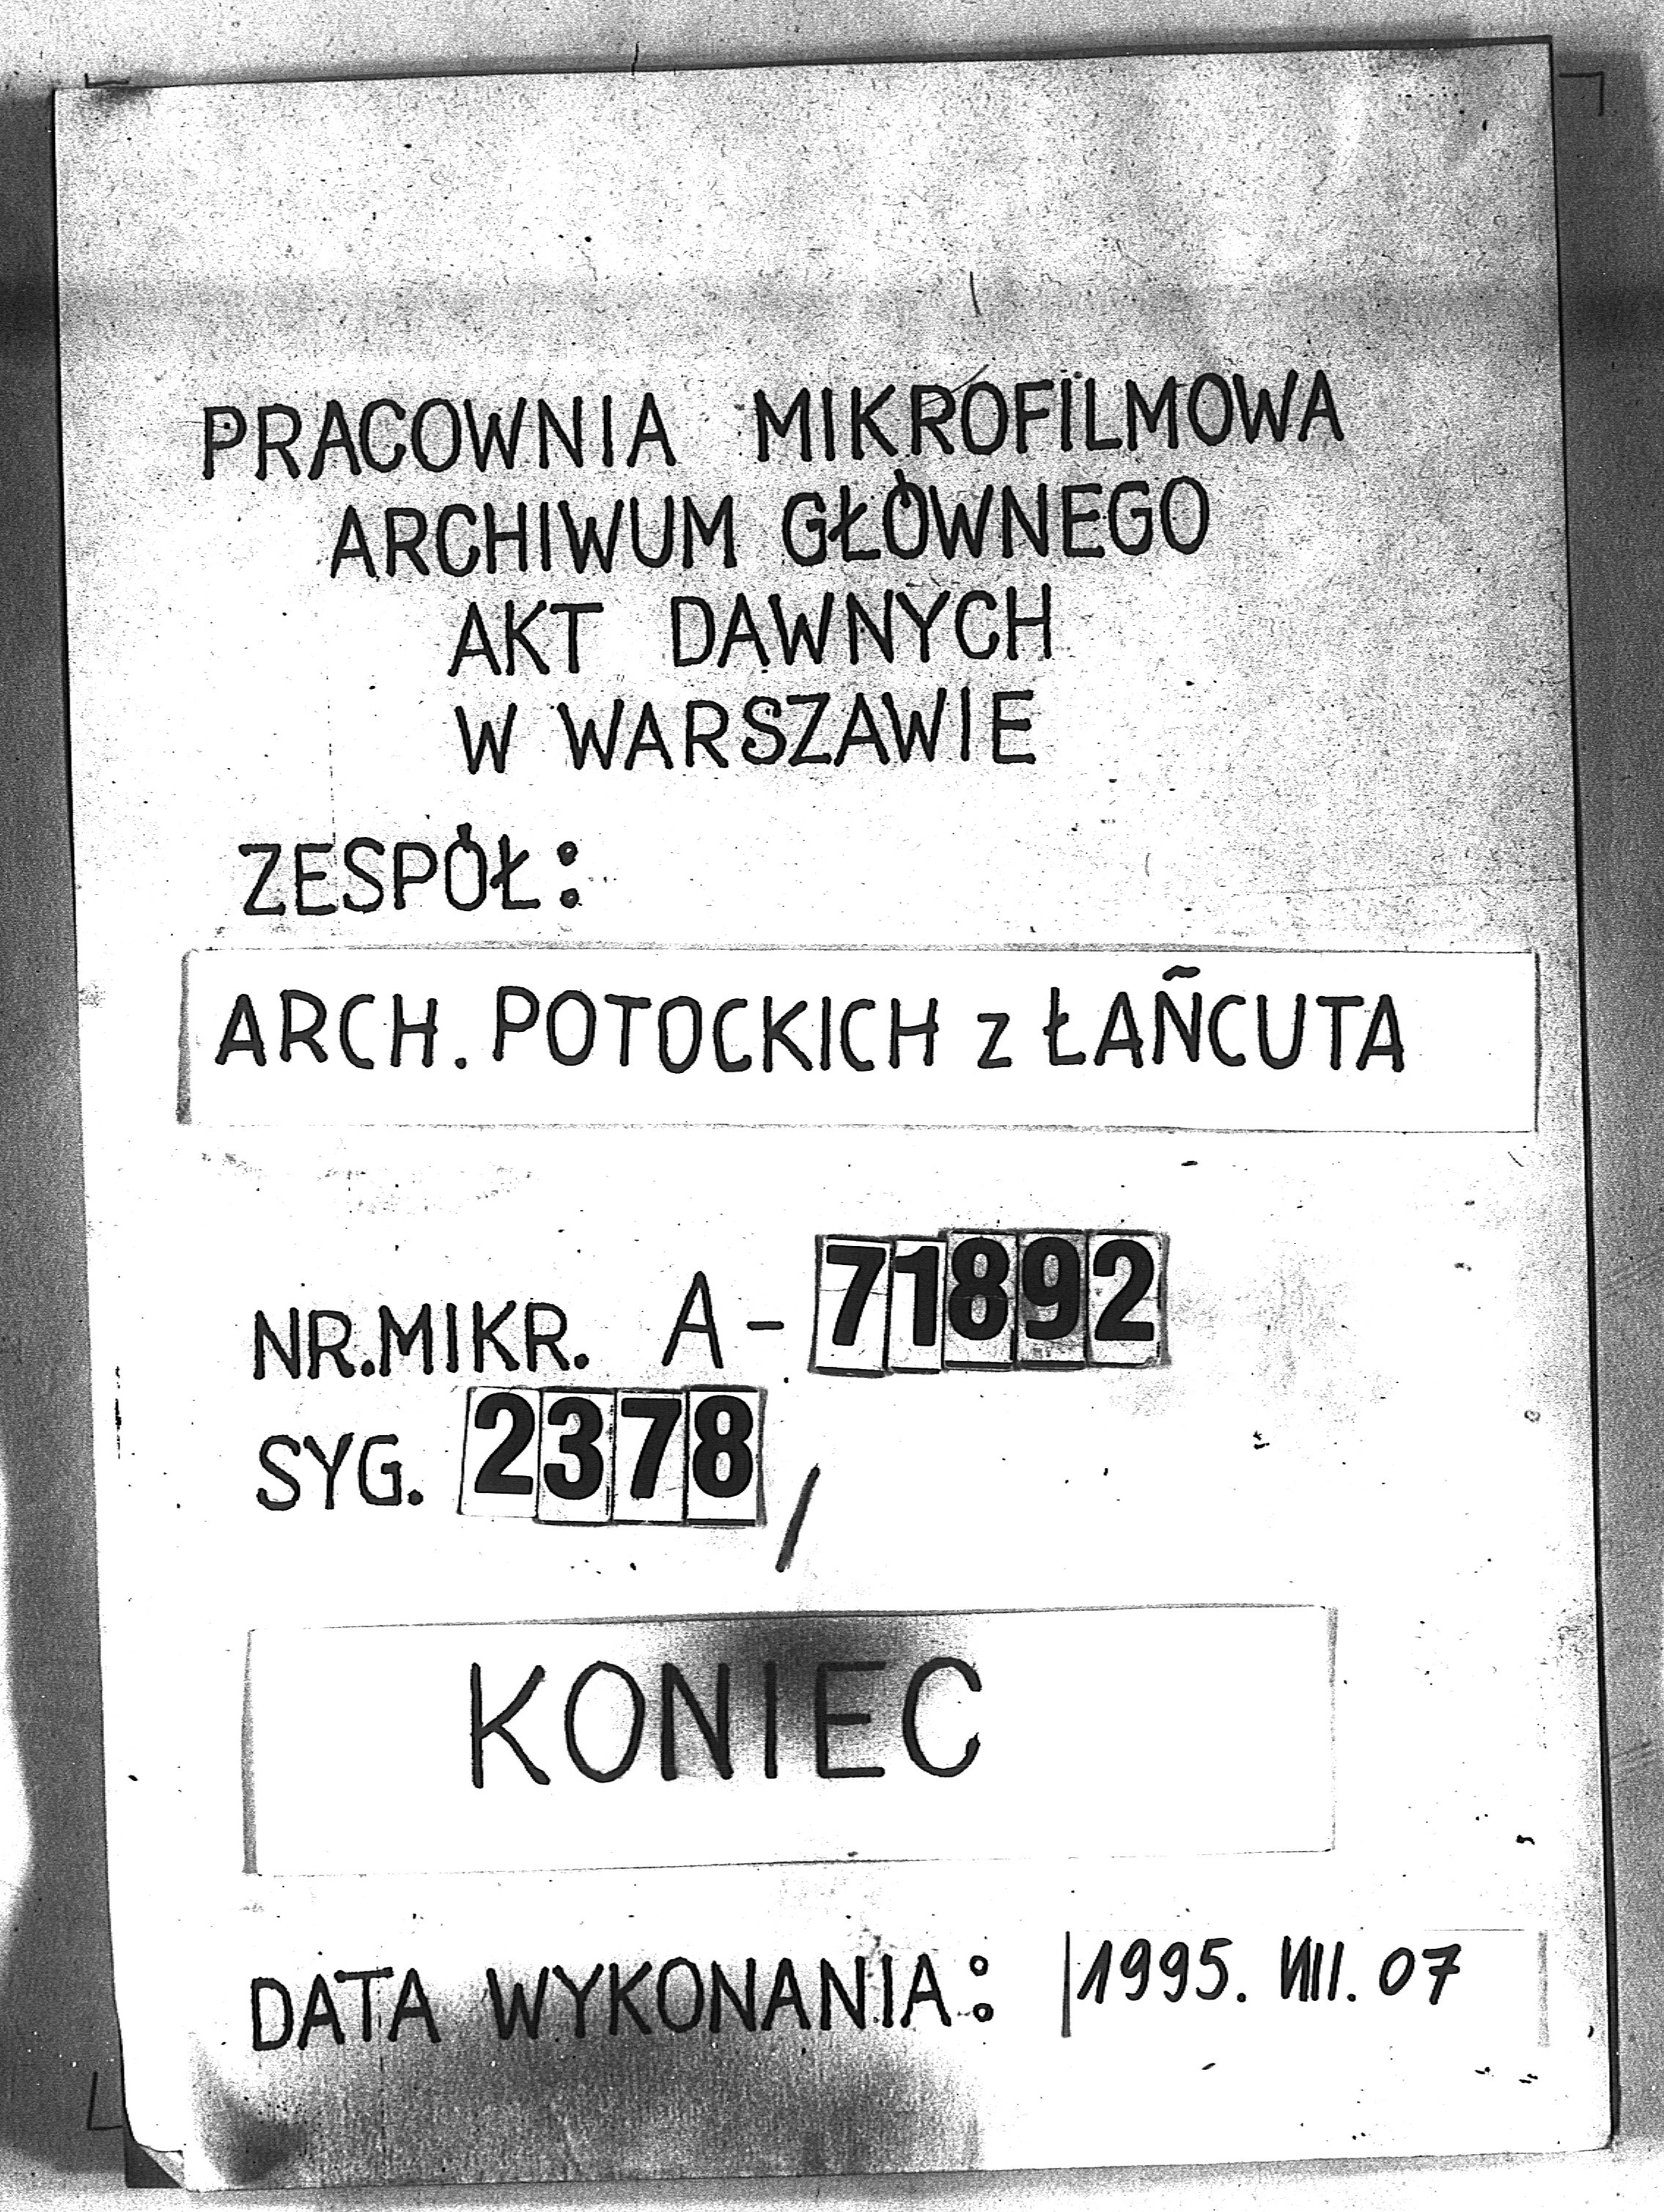 PRACOWNIA MIKROFILMOWA
ARCHIWUM GŁÓWNEGO
AKT DAWNYCH
W WARSZAWIE
ZESPÓŁ:
ARCH. POTOCKICH z ŁAŃCUTA
NR.MIKR. A-71892
SYG. 2378/
KONIEC
DATA WYKONANIA: 1995. VIII. 07